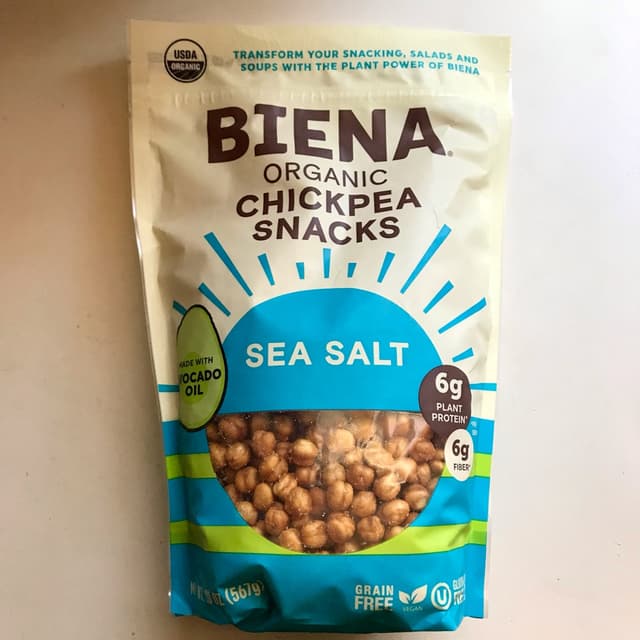 USDA
ORGANIC
TRANSFORM YOUR SNACKING, SALADS AND
SOUPS WITH THE PLANT POWER OF BIENA
BIENA®
ORGANIC
CHICKPEA
SNACKS
SEA SALT
MADE WITH
AVOCADO
OIL
6g
PLANT
PROTEIN*
6g
FIBER*
(567g)
GRAIN
FREE
VEGAN
U